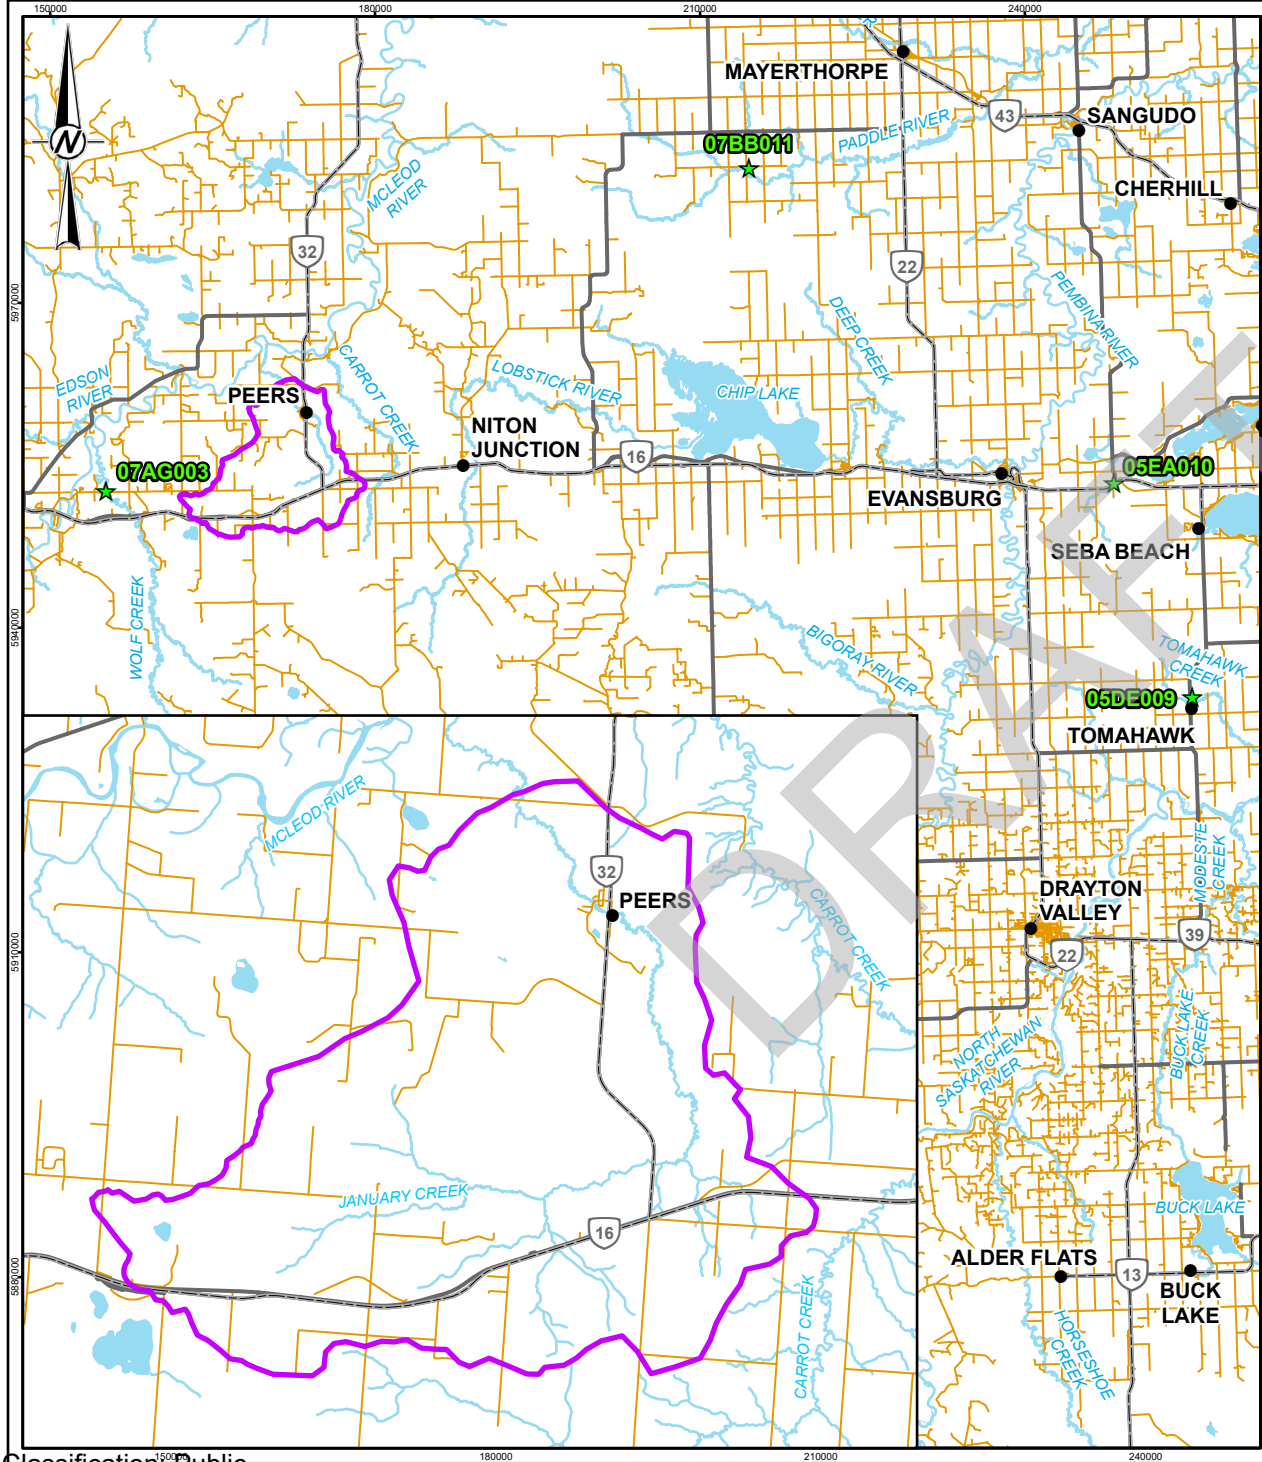 150000
180000
210000
240000
MAYERTHORPE
43
SANGUDO
PADDLE RIVER
07BB011
CHERHILL
MCLEOD
RIVER
N
32
22
5970000
PEMBINA RIVER
DEEP CREEK
EDSON
RIVER
PEERS
CARROT CREEK
LOBSTICK RIVER
CHIP LAKE
NITON
JUNCTION
16
07AG003
05EA010
EVANSBURG
SEBA BEACH
WOLF CREEK
5940000
BIGORAY RIVER
TOMAHAWK
CREEK
05DE009
TOMAHAWK
DRAFT
MCLEOD RIVER
32
PEERS
CARROT CREEK
MODESTE
CREEK
DRAYTON
VALLEY
39
22
5910000
NORTH
SASKATCHEWAN
RIVER
BUCK LAKE
CREEK
JANUARY CREEK
16
BUCK LAKE
5880000
ALDER FLATS
13
BUCK
LAKE
CARROT CREEK
HORSESHOE
CREEK
150000
180000
210000
240000
Classification: Public